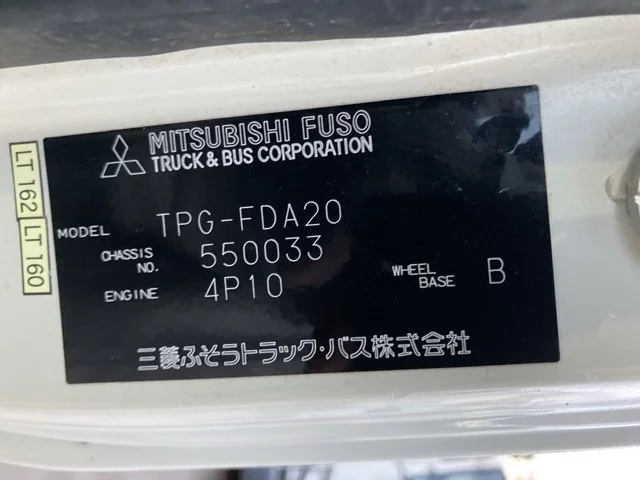 MITSUBISHI FUSO
TRUCK & BUS CORPORATION
LT 162
LT 160
MODEL TPG-FDA20
CHASSIS NO. 550033
ENGINE 4P10
WHEEL BASE B
三菱ふそうトラック・バス株式会社